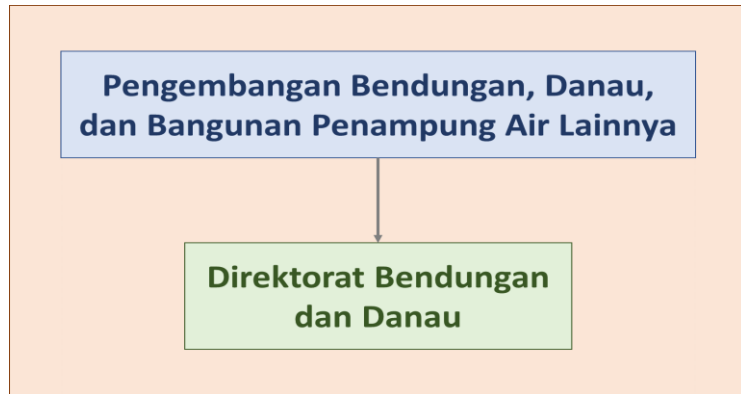 Pengembangan Bendungan, Danau,
dan Bangunan Penampung Air Lainnya
Direktorat Bendungan
dan Danau